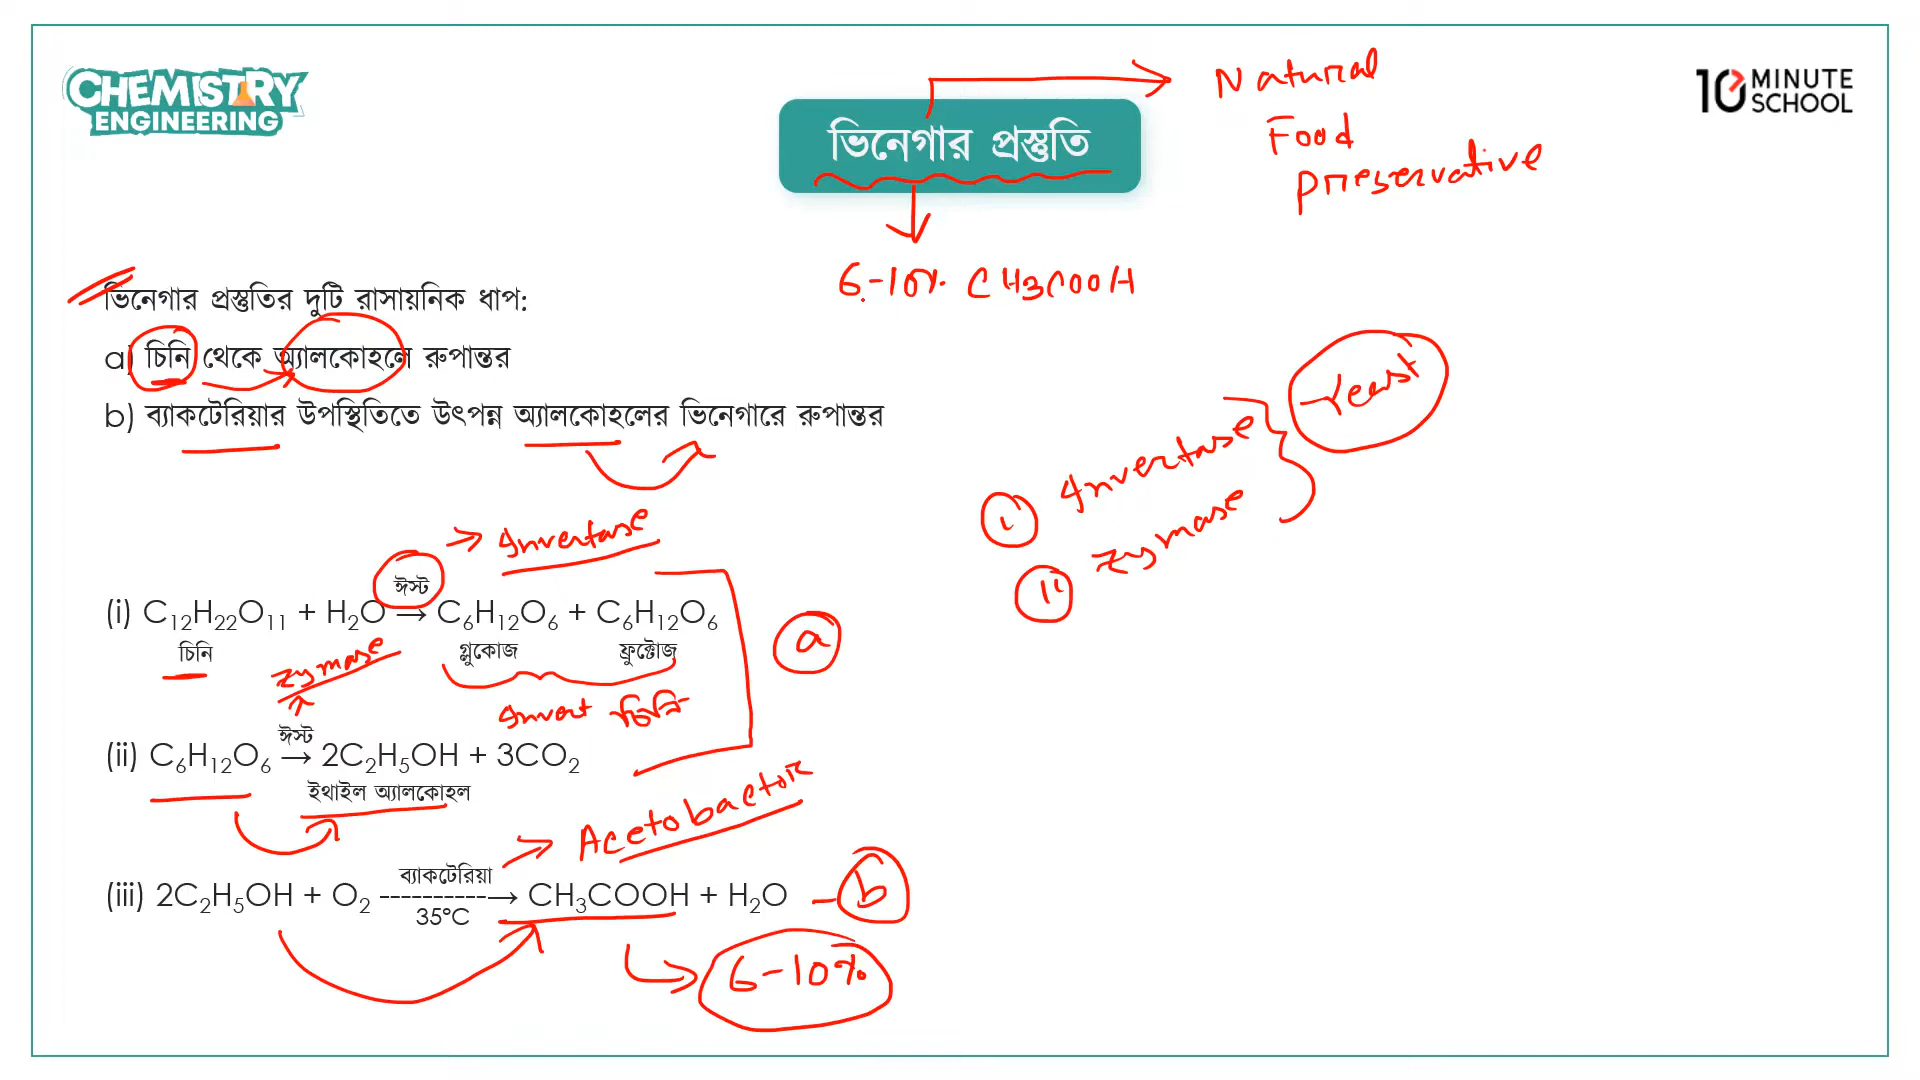 CHEMISTRY
ENGINEERING
10 MINUTE
SCHOOL
ভিনেগার প্রস্তুতি
Natural
Food
Preservative
6-10% CH3COOH
ভিনেগার প্রস্তুতির দুটি রাসায়নিক ধাপ:
a) চিনি থেকে অ্যালকোহলে রুপান্তর
b) ব্যাকটেরিয়ার উপস্থিতিতে উৎপন্ন অ্যালকোহলের ভিনেগারে রুপান্তর
Yeast
i Invertase
ii Zymase
→ Invertase
ঈস্ট
(i) C₁₂H₂₂O₁₁ + H₂O → C₆H₁₂O₆ + C₆H₁₂O₆
চিনি গ্লুকোজ ফ্রুক্টোজ
a
Zymase
Invert চিনি
ঈস্ট
(ii) C₆H₁₂O₆ → 2C₂H₅OH + 3CO₂
ইথাইল অ্যালকোহল
→ Acetobactor
ব্যাকটেরিয়া
(iii) 2C₂H₅OH + O₂ ----------→ CH₃COOH + H₂O - b
35°C
6-10%